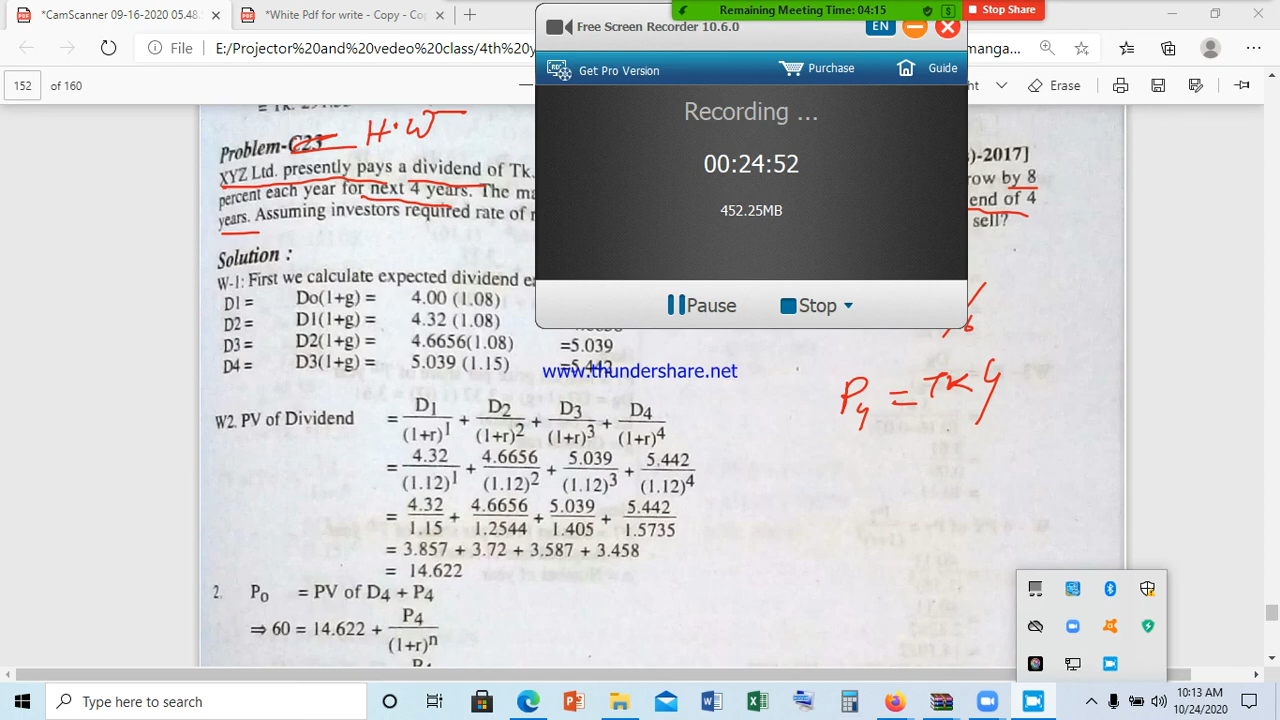 *CanScanner 09-16-2020 05.48
*White Pdf for write - Copy - Co
Remaining Meeting Time: 04:15
Stop Share
Free Screen Recorder 10.6.0
EN
File
E:/Projector%20and%20vedeo%20class/4th%20y
manga...
152 of 160
Get Pro Version
Purchase
Guide
Erase
Recording ...
00:24:52
452.25MB
Pause
Stop
Problem-C23 H.W
)-2017]
XYZ Ltd. presently pays a dividend of Tk.
row by 8
percent each year for next 4 years. The ma
end of 4
years. Assuming investors required rate of r
sell?
Solution :
W-1: First we calculate expected dividend e
D1 = Do(1+g) = 4.00 (1.08)
D2 = D1(1+g) = 4.32 (1.08)
D3 = D2(1+g) = 4.6656(1.08) =5.039
D4 = D3(1+g) = 5.039 (1.15) =5.442
www.thundershare.net
P4 = TK
W2. PV of Dividend = D1/(1+r)1 + D2/(1+r)2 + D3/(1+r)3 + D4/(1+r)4
= 4.32/(1.12)1 + 4.6656/(1.12)2 + 5.039/(1.12)3 + 5.442/(1.12)4
= 4.32/1.15 + 4.6656/1.2544 + 5.039/1.405 + 5.442/1.5735
= 3.857 + 3.72 + 3.587 + 3.458
= 14.622
2. Po = PV of D4 + P4
⇒ 60 = 14.622 + P4/(1+r)n
Type here to search
10:13 AM
10/24/2020